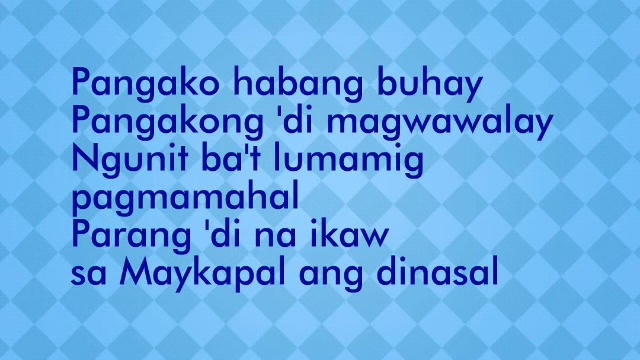 Pangako habang buhay
Pangakong 'di magwawalay
Ngunit ba't lumamig
pagmamahal
Parang 'di na ikaw
sa Maykapal ang dinasal